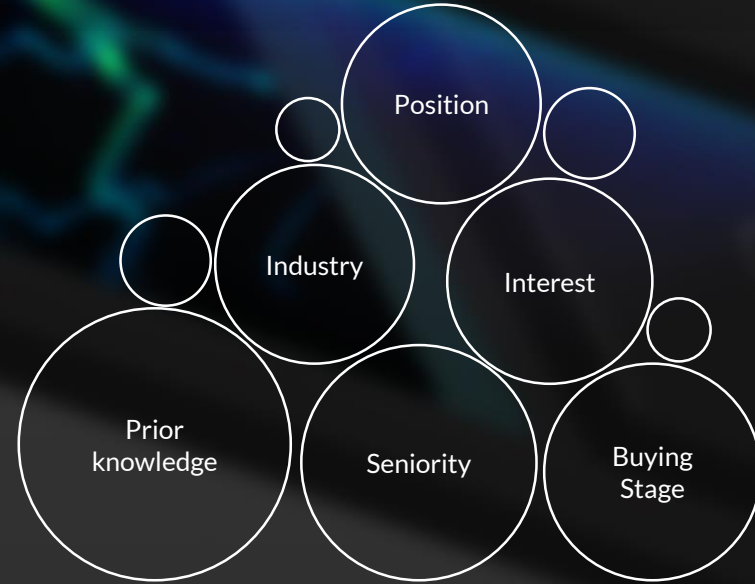 Position
Industry
Interest
Prior
knowledge
Seniority
Buying
Stage